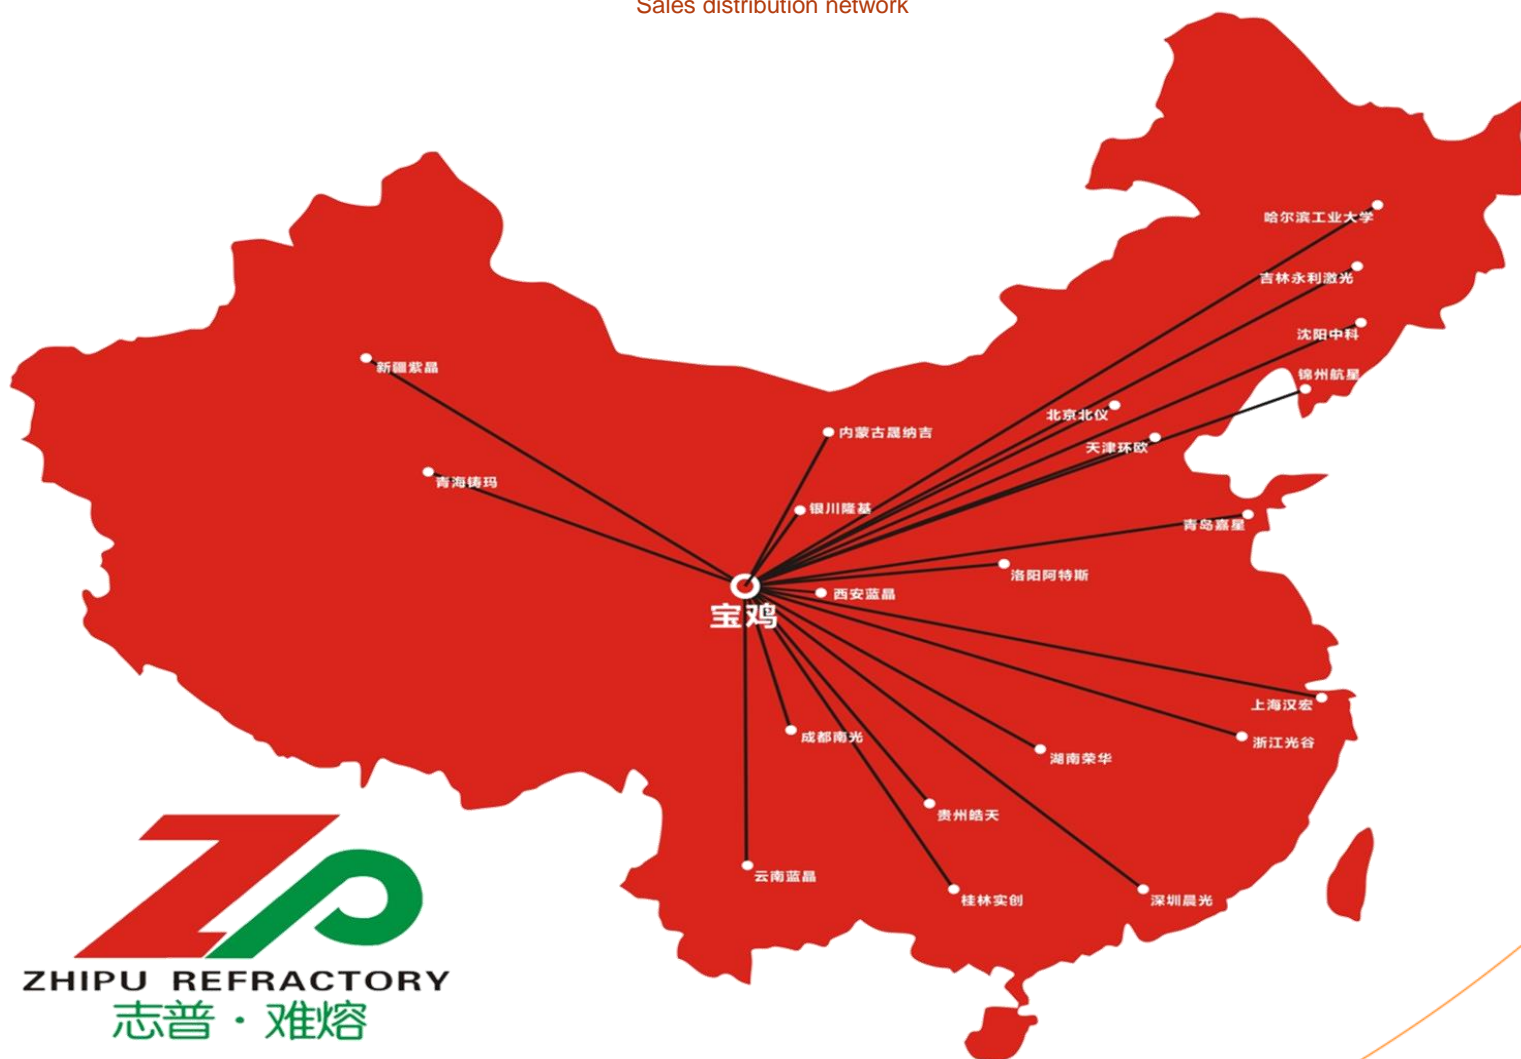 Sales distribution network
哈尔滨工业大学
吉林永利激光
沈阳中科
新疆紫晶
锦州航星
北京北仪
内蒙古晟纳吉
天津环欧
青海铸玛
银川隆基
青岛嘉星
洛阳阿特斯
西安蓝晶
宝鸡
上海汉宏
成都南光
浙江光谷
湖南荣华
贵州皓天
云南蓝晶
桂林实创
深圳晨光
ZHIPU REFRACTORY
志普·难熔